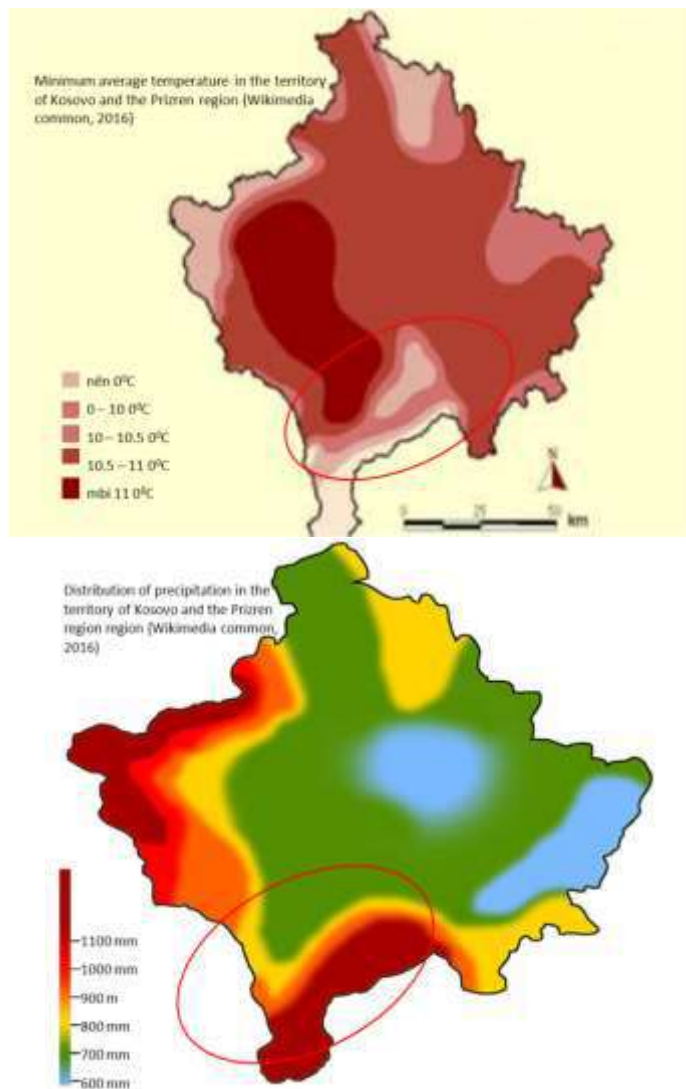 Minimum average temperature in the territory
of Kosovo and the Prizren region (Wikimedia
common, 2016)
nën 0⁰C
0 – 10 0⁰C
10 – 10.5 0⁰C
10.5 – 11 0⁰C
mbi 11 0⁰C
N
0 25 50
km
Distribution of precipitation in the
territory of Kosovo and the Prizren
region region (Wikimedia common,
2016)
1100 mm
1000 mm
900 m
800 mm
700 mm
600 mm